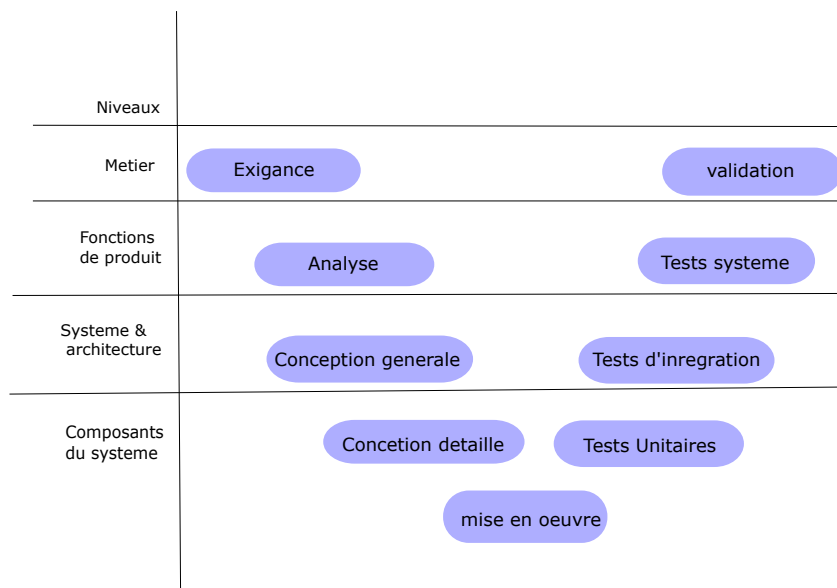 Niveaux
Metier
Exigance
validation
Fonctions
de produit
Analyse
Tests systeme
Systeme &
architecture
Conception generale
Tests d'inregration
Composants
du systeme
Concetion detaille
Tests Unitaires
mise en oeuvre